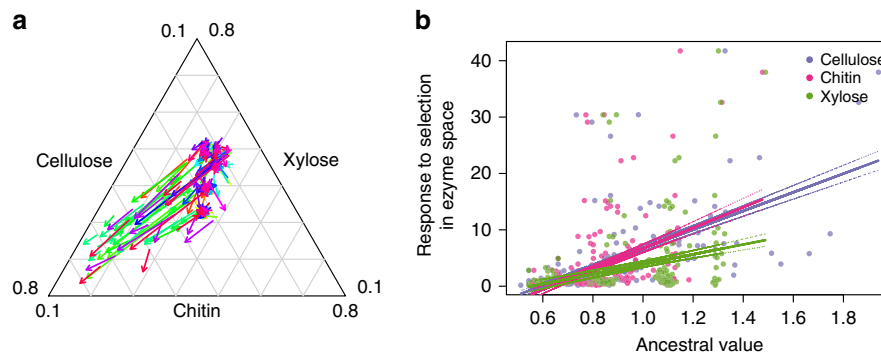 a
0.1 0.8
Cellulose
Xylose
0.8
0.1
0.1
Chitin
0.8
b
Response to selection
in enzyme space
40
30
20
10
5
0
Cellulose
Chitin
Xylose
0.6 0.8 1.0 1.2 1.4 1.6 1.8
Ancestral value